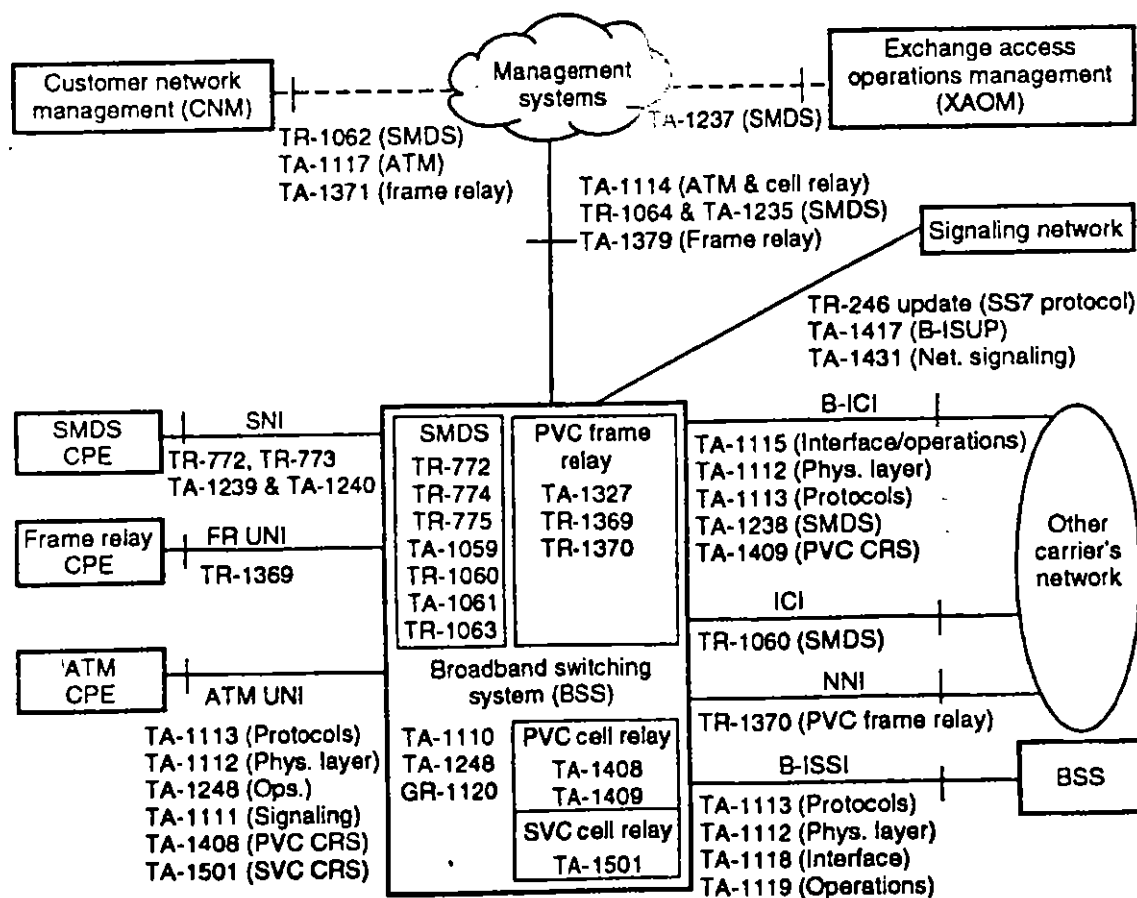 Customer network
management (CNM)
Management
systems
Exchange access
operations management
(XAOM)
TR-1062 (SMDS)
TA-1117 (ATM)
TA-1371 (frame relay)
TA-1237 (SMDS)
TA-1114 (ATM & cell relay)
TR-1064 & TA-1235 (SMDS)
TA-1379 (Frame relay)
Signaling network
TR-246 update (SS7 protocol)
TA-1417 (B-ISUP)
TA-1431 (Net. signaling)
SMDS
CPE
SNI
TR-772, TR-773
TA-1239 & TA-1240
Frame relay
CPE
FR UNI
TR-1369
ATM
CPE
ATM UNI
TA-1113 (Protocols)
TA-1112 (Phys. layer)
TA-1248 (Ops.)
TA-1111 (Signaling)
TA-1408 (PVC CRS)
TA-1501 (SVC CRS)
SMDS
TR-772
TR-774
TR-775
TA-1059
TR-1060
TA-1061
TR-1063
PVC frame
relay
TA-1327
TR-1369
TR-1370
Broadband switching
system (BSS)
TA-1110
TA-1248
GR-1120
PVC cell relay
TA-1408
TA-1409
SVC cell relay
TA-1501
B-ICI
TA-1115 (Interface/operations)
TA-1112 (Phys. layer)
TA-1113 (Protocols)
TA-1238 (SMDS)
TA-1409 (PVC CRS)
ICI
TR-1060 (SMDS)
NNI
TR-1370 (PVC frame relay)
Other
carrier's
network
B-ISSI
TA-1113 (Protocols)
TA-1112 (Phys. layer)
TA-1118 (Interface)
TA-1119 (Operations)
BSS